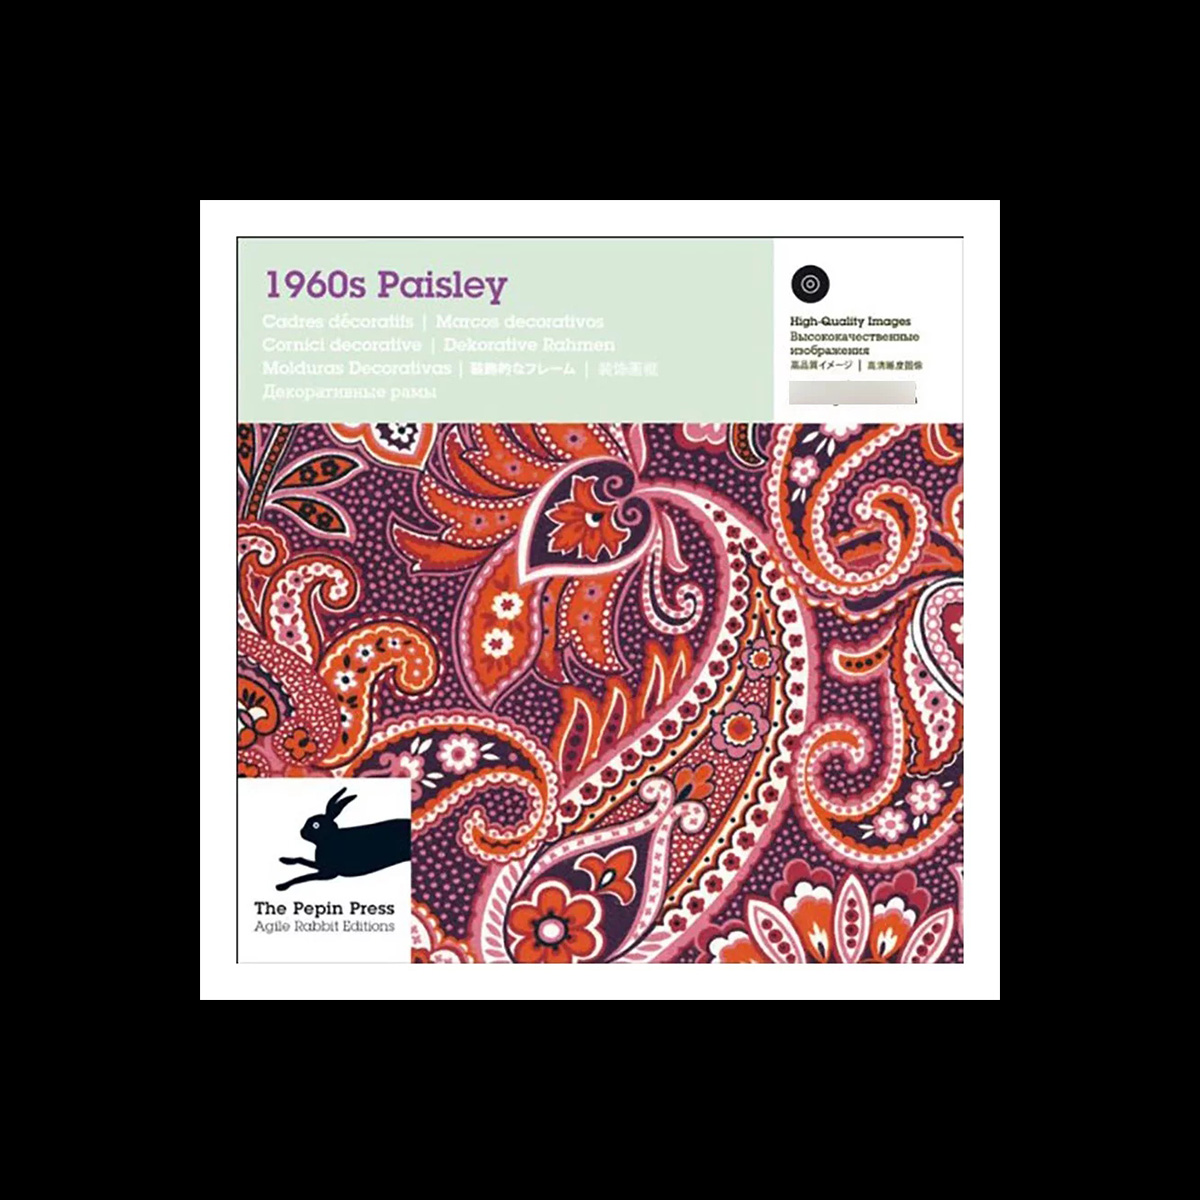 1960s Paisley
Cadres décoratifs | Marcos decorativos
Cornici decorative | Dekorative Rahmen
Molduras Decorativas | 装飾的なフレーム | 装饰画框
Декоративные рамы
High-Quality Images
Высококачественные
изображения
高品質イメージ | 高清晰度图像
The Pepin Press
Agile Rabbit Editions